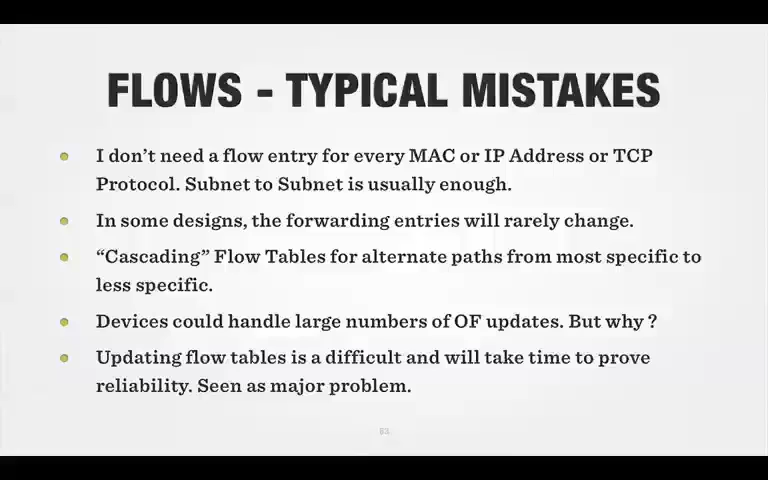 FLOWS - TYPICAL MISTAKES
I don't need a flow entry for every MAC or IP Address or TCP
Protocol. Subnet to Subnet is usually enough.
In some designs, the forwarding entries will rarely change.
“Cascading” Flow Tables for alternate paths from most specific to
less specific.
Devices could handle large numbers of OF updates. But why ?
Updating flow tables is a difficult and will take time to prove
reliability. Seen as major problem.